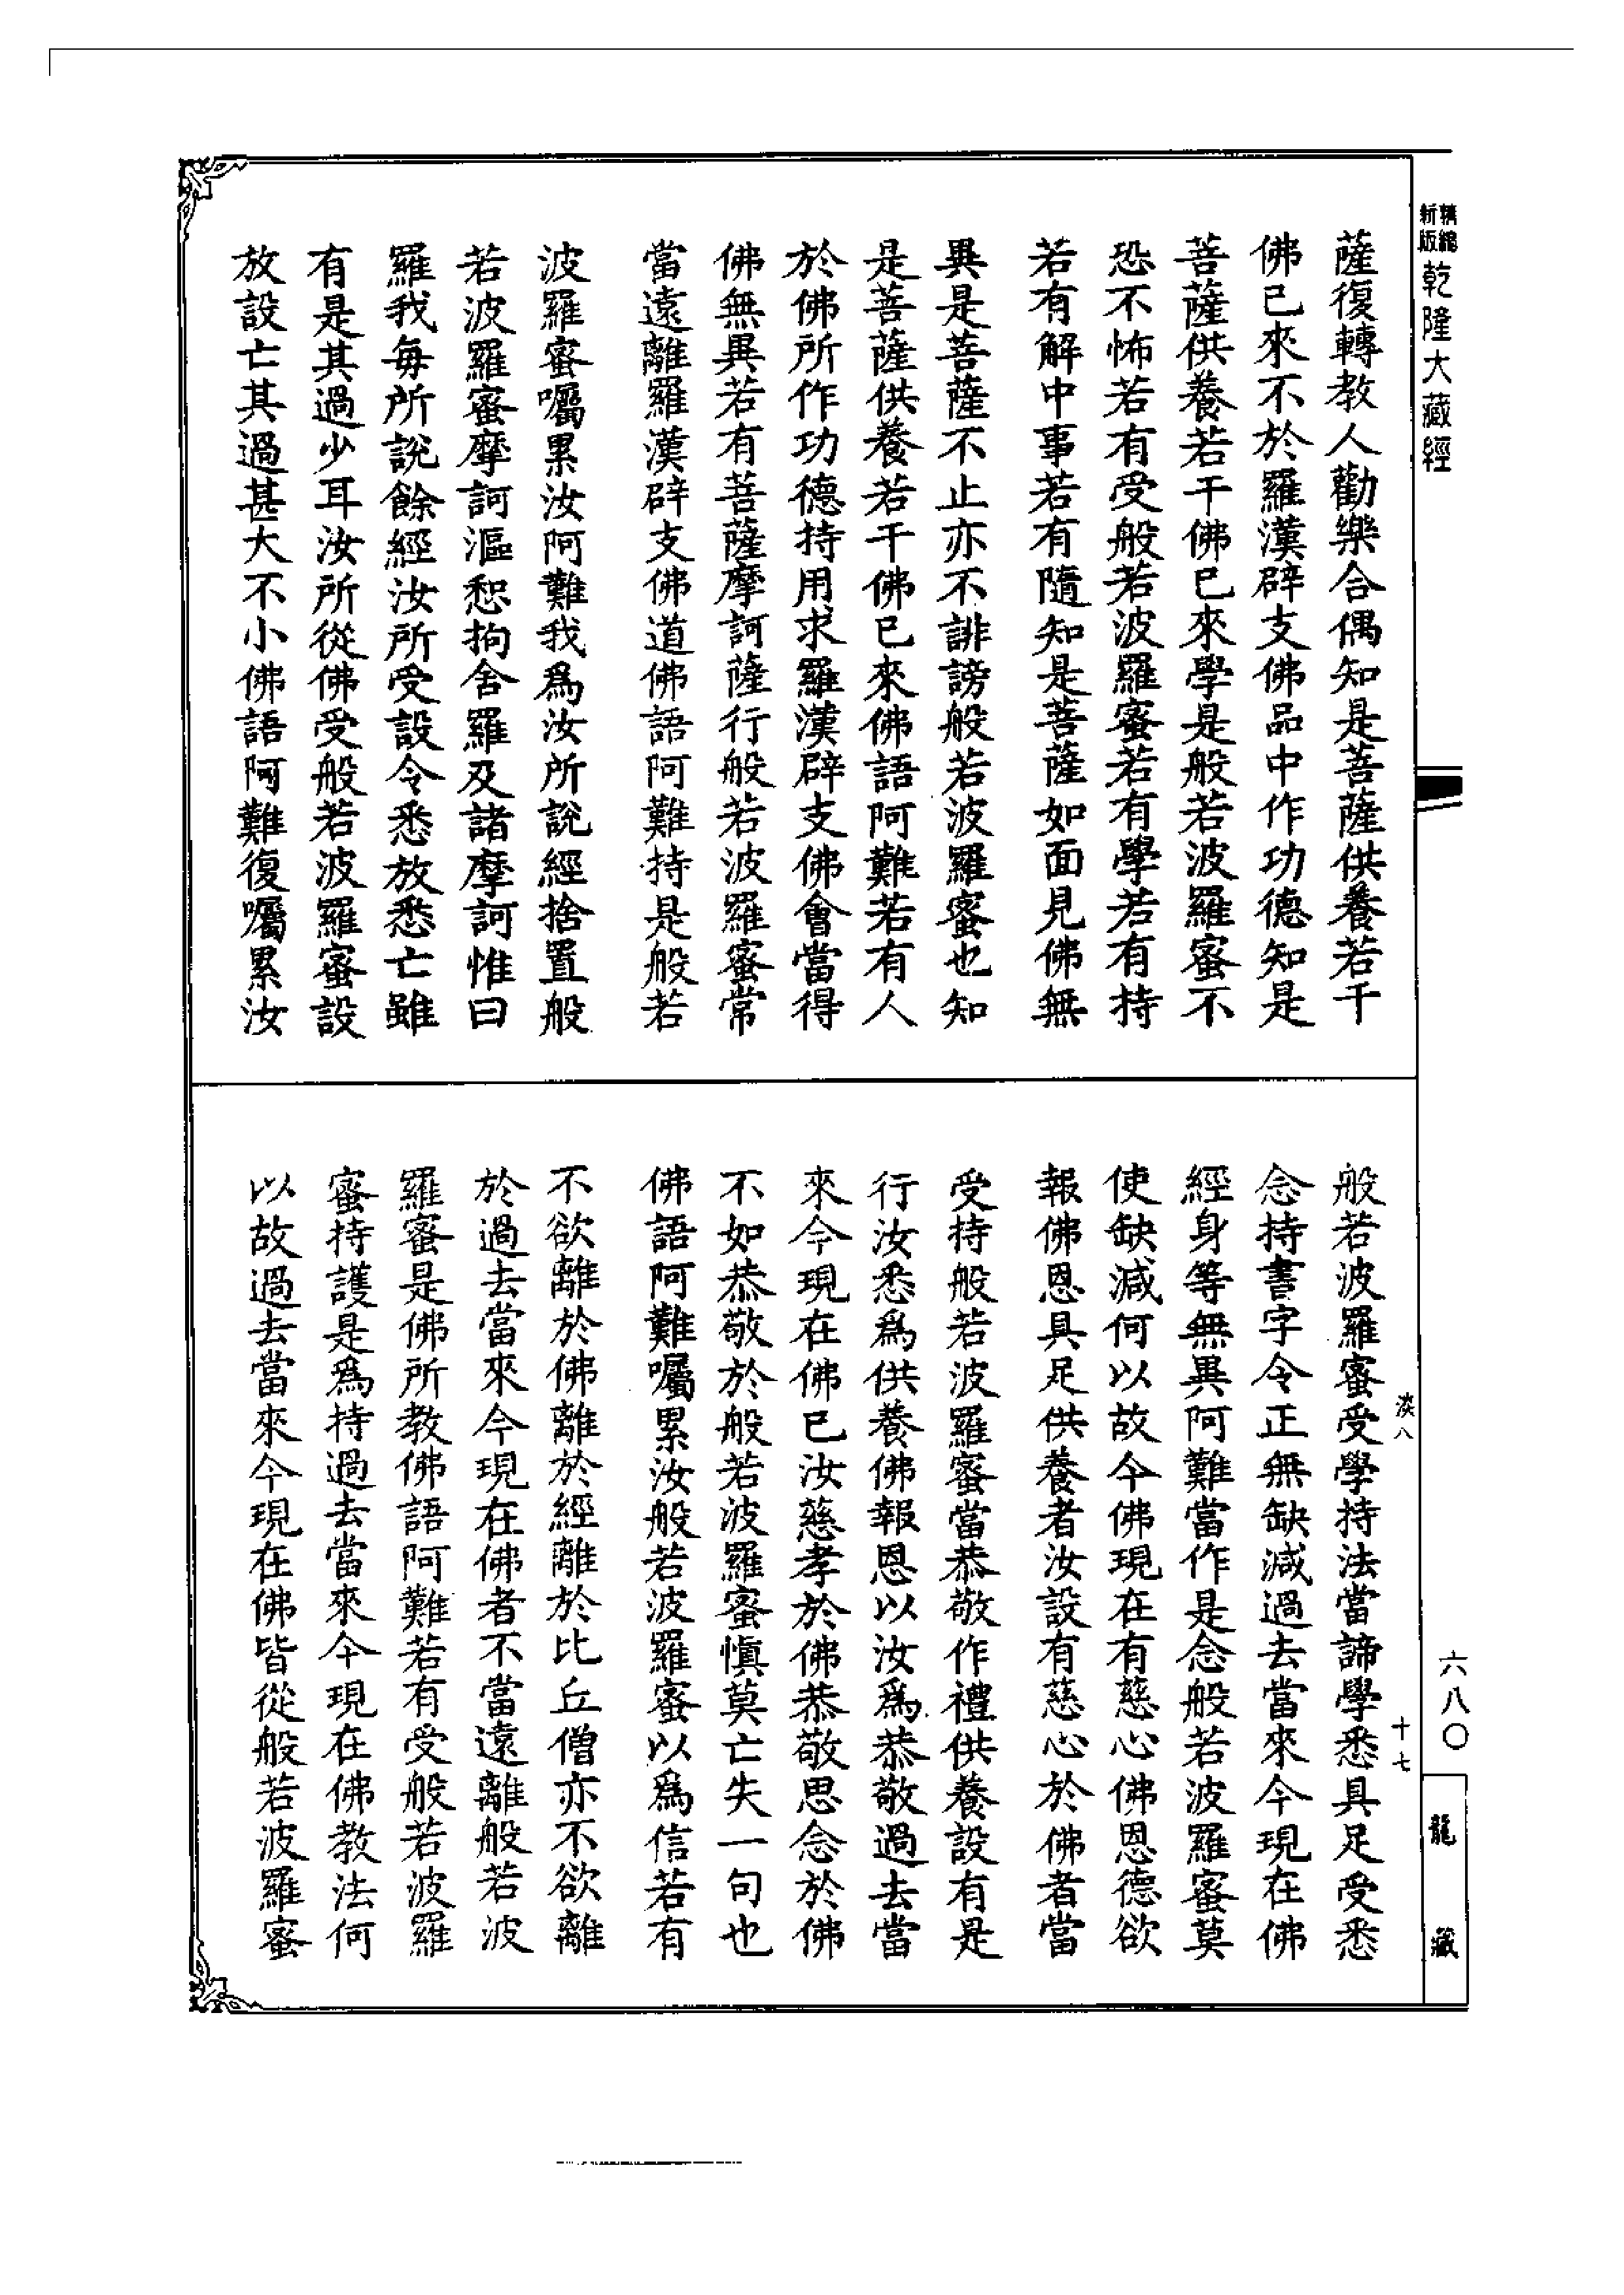 精縮新版乾隆大藏經
薩復轉教人勸樂合偶知是菩薩供養若干
佛已來不於羅漢辟支佛品中作功德知是
菩薩供養若干佛已來學是般若波羅蜜不
恐不怖若有受般若波羅蜜若有學若有持
若有解中事若有隨知是菩薩如面見佛無
異是菩薩不止亦不誹謗般若波羅蜜也知
是菩薩供養若干佛已來佛語阿難若有人
於佛所作功德持用求羅漢辟支佛會當得
佛無異若有菩薩摩訶薩行般若波羅蜜常
當遠離羅漢辟支佛道佛語阿難持是般若
波羅蜜囑累汝阿難我爲汝所說經捨置般
若波羅蜜摩訶漚恕拘舍羅及諸摩訶惟曰
羅我每所說餘經汝所受設令悉放悉亡雖
有是其過少耳汝所從佛受般若波羅蜜設
放設亡其過甚大不小佛語阿難復囑累汝
淡八
十七
般若波羅蜜受學持法當諦學悉具足受悉
念持書字令正無缺減過去當來今現在佛
經身等無異阿難當作是念般若波羅蜜莫
使缺減何以故今佛現在有慈心佛恩德欲
報佛恩具足供養者汝設有慈心於佛者當
受持般若波羅蜜當恭敬作禮供養設有是
行汝悉爲供養佛報恩以汝爲恭敬過去當
來今現在佛已汝慈孝於佛恭敬思念於佛
不如恭敬於般若波羅蜜愼莫亡失一句也
佛語阿難囑累汝般若波羅蜜以爲信若有
不欲離於佛離於經離於比丘僧亦不欲離
於過去當來今現在佛者不當遠離般若波
羅蜜是佛所教佛語阿難若有受般若波羅
蜜持護是爲持過去當來今現在佛教法何
以故過去當來今現在佛皆從般若波羅蜜
六八〇
龍藏